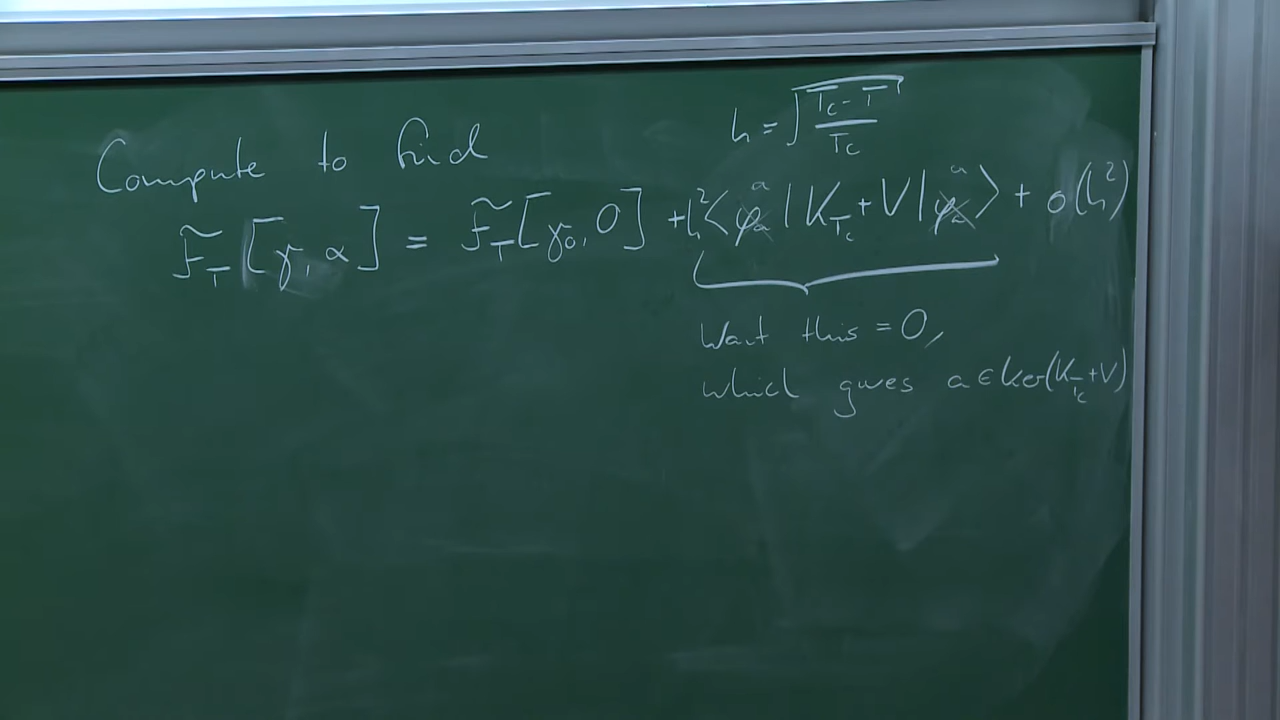 h = √((T_c - T)/T_c)
Compute to find
F̃_T[γ, α] = F̃_T[γ_0, 0] + h²⟨a | K_{T_c} + V | a⟩ + o(h²)
Want this = 0,
which gives a ∈ ker(K_{T_c} + V)